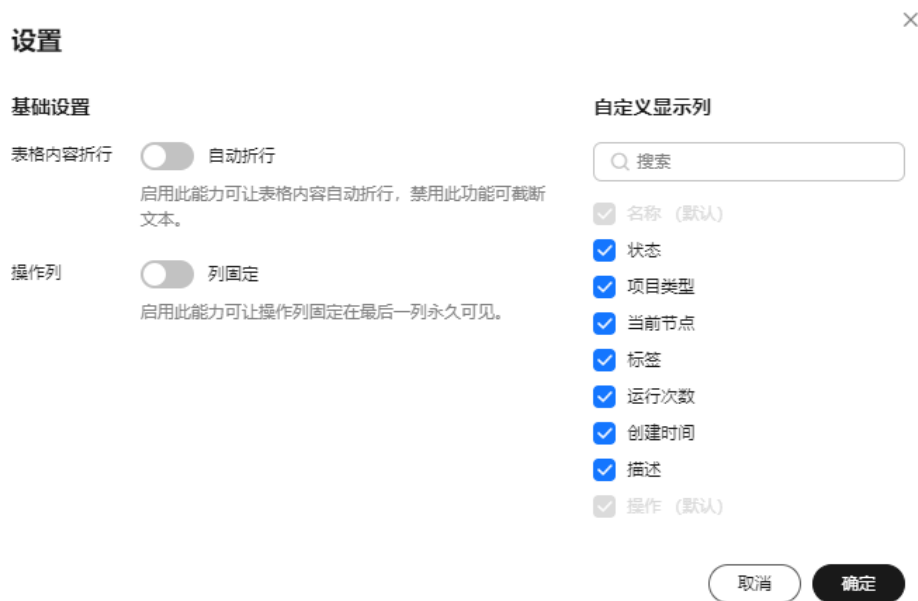 设置
基础设置
表格内容折行
自动折行
启用此能力可让表格内容自动折行，禁用此功能可截断
文本。
操作列
列固定
启用此能力可让操作列固定在最后一列永久可见。
自定义显示列
搜索
名称（默认）
状态
项目类型
当前节点
标签
运行次数
创建时间
描述
操作（默认）
取消
确定